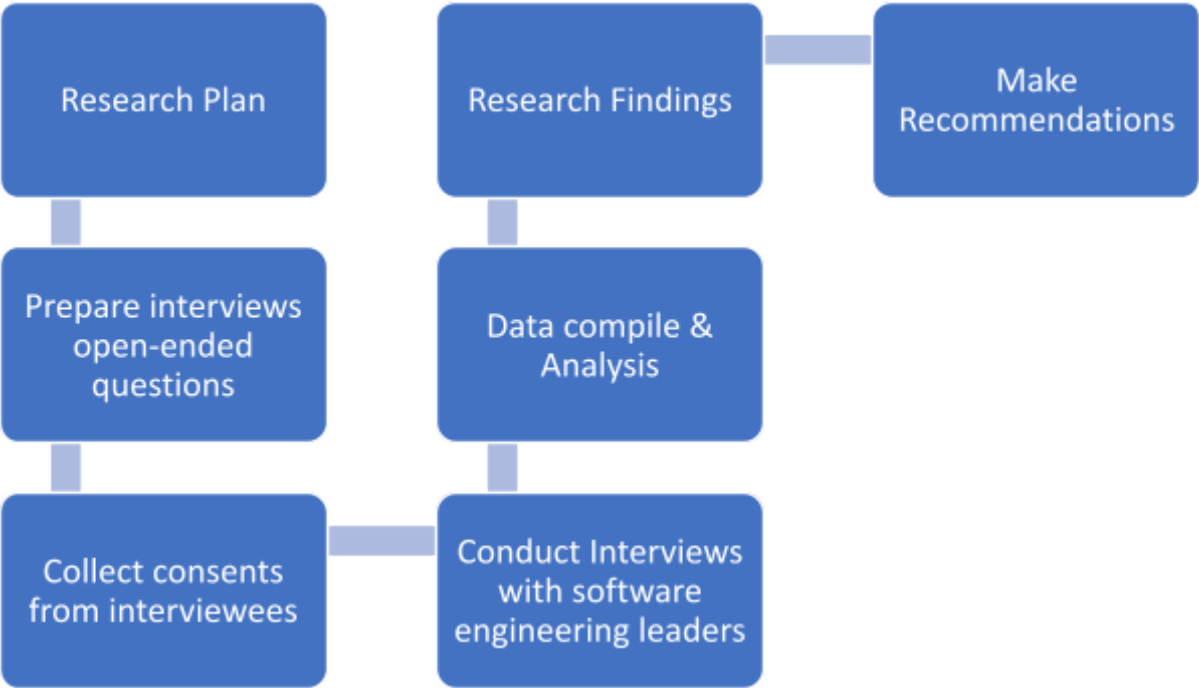 Research Plan
Prepare interviews
open-ended
questions
Collect consents
from interviewees
Conduct Interviews
with software
engineering leaders
Data compile &
Analysis
Research Findings
Make
Recommendations